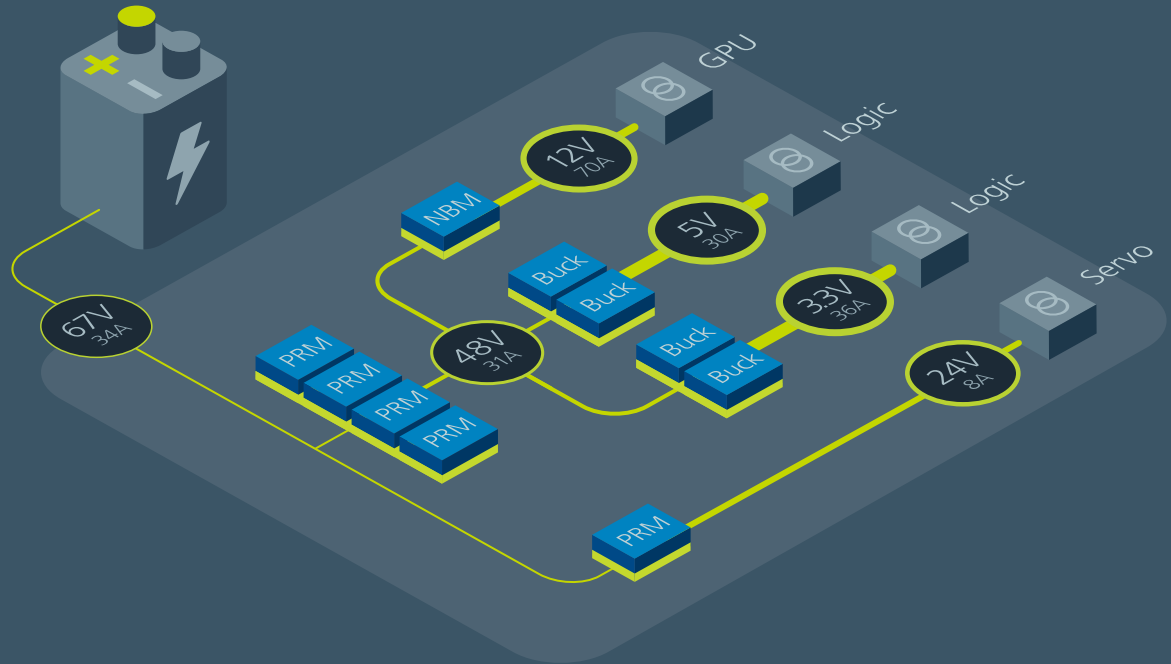 GPU
Logic
Logic
Servo
12V
70A
NBM
5V
30A
Buck
Buck
3.3V
36A
Buck
Buck
67V
34A
48V
31A
PRM
PRM
PRM
PRM
24V
8A
PRM